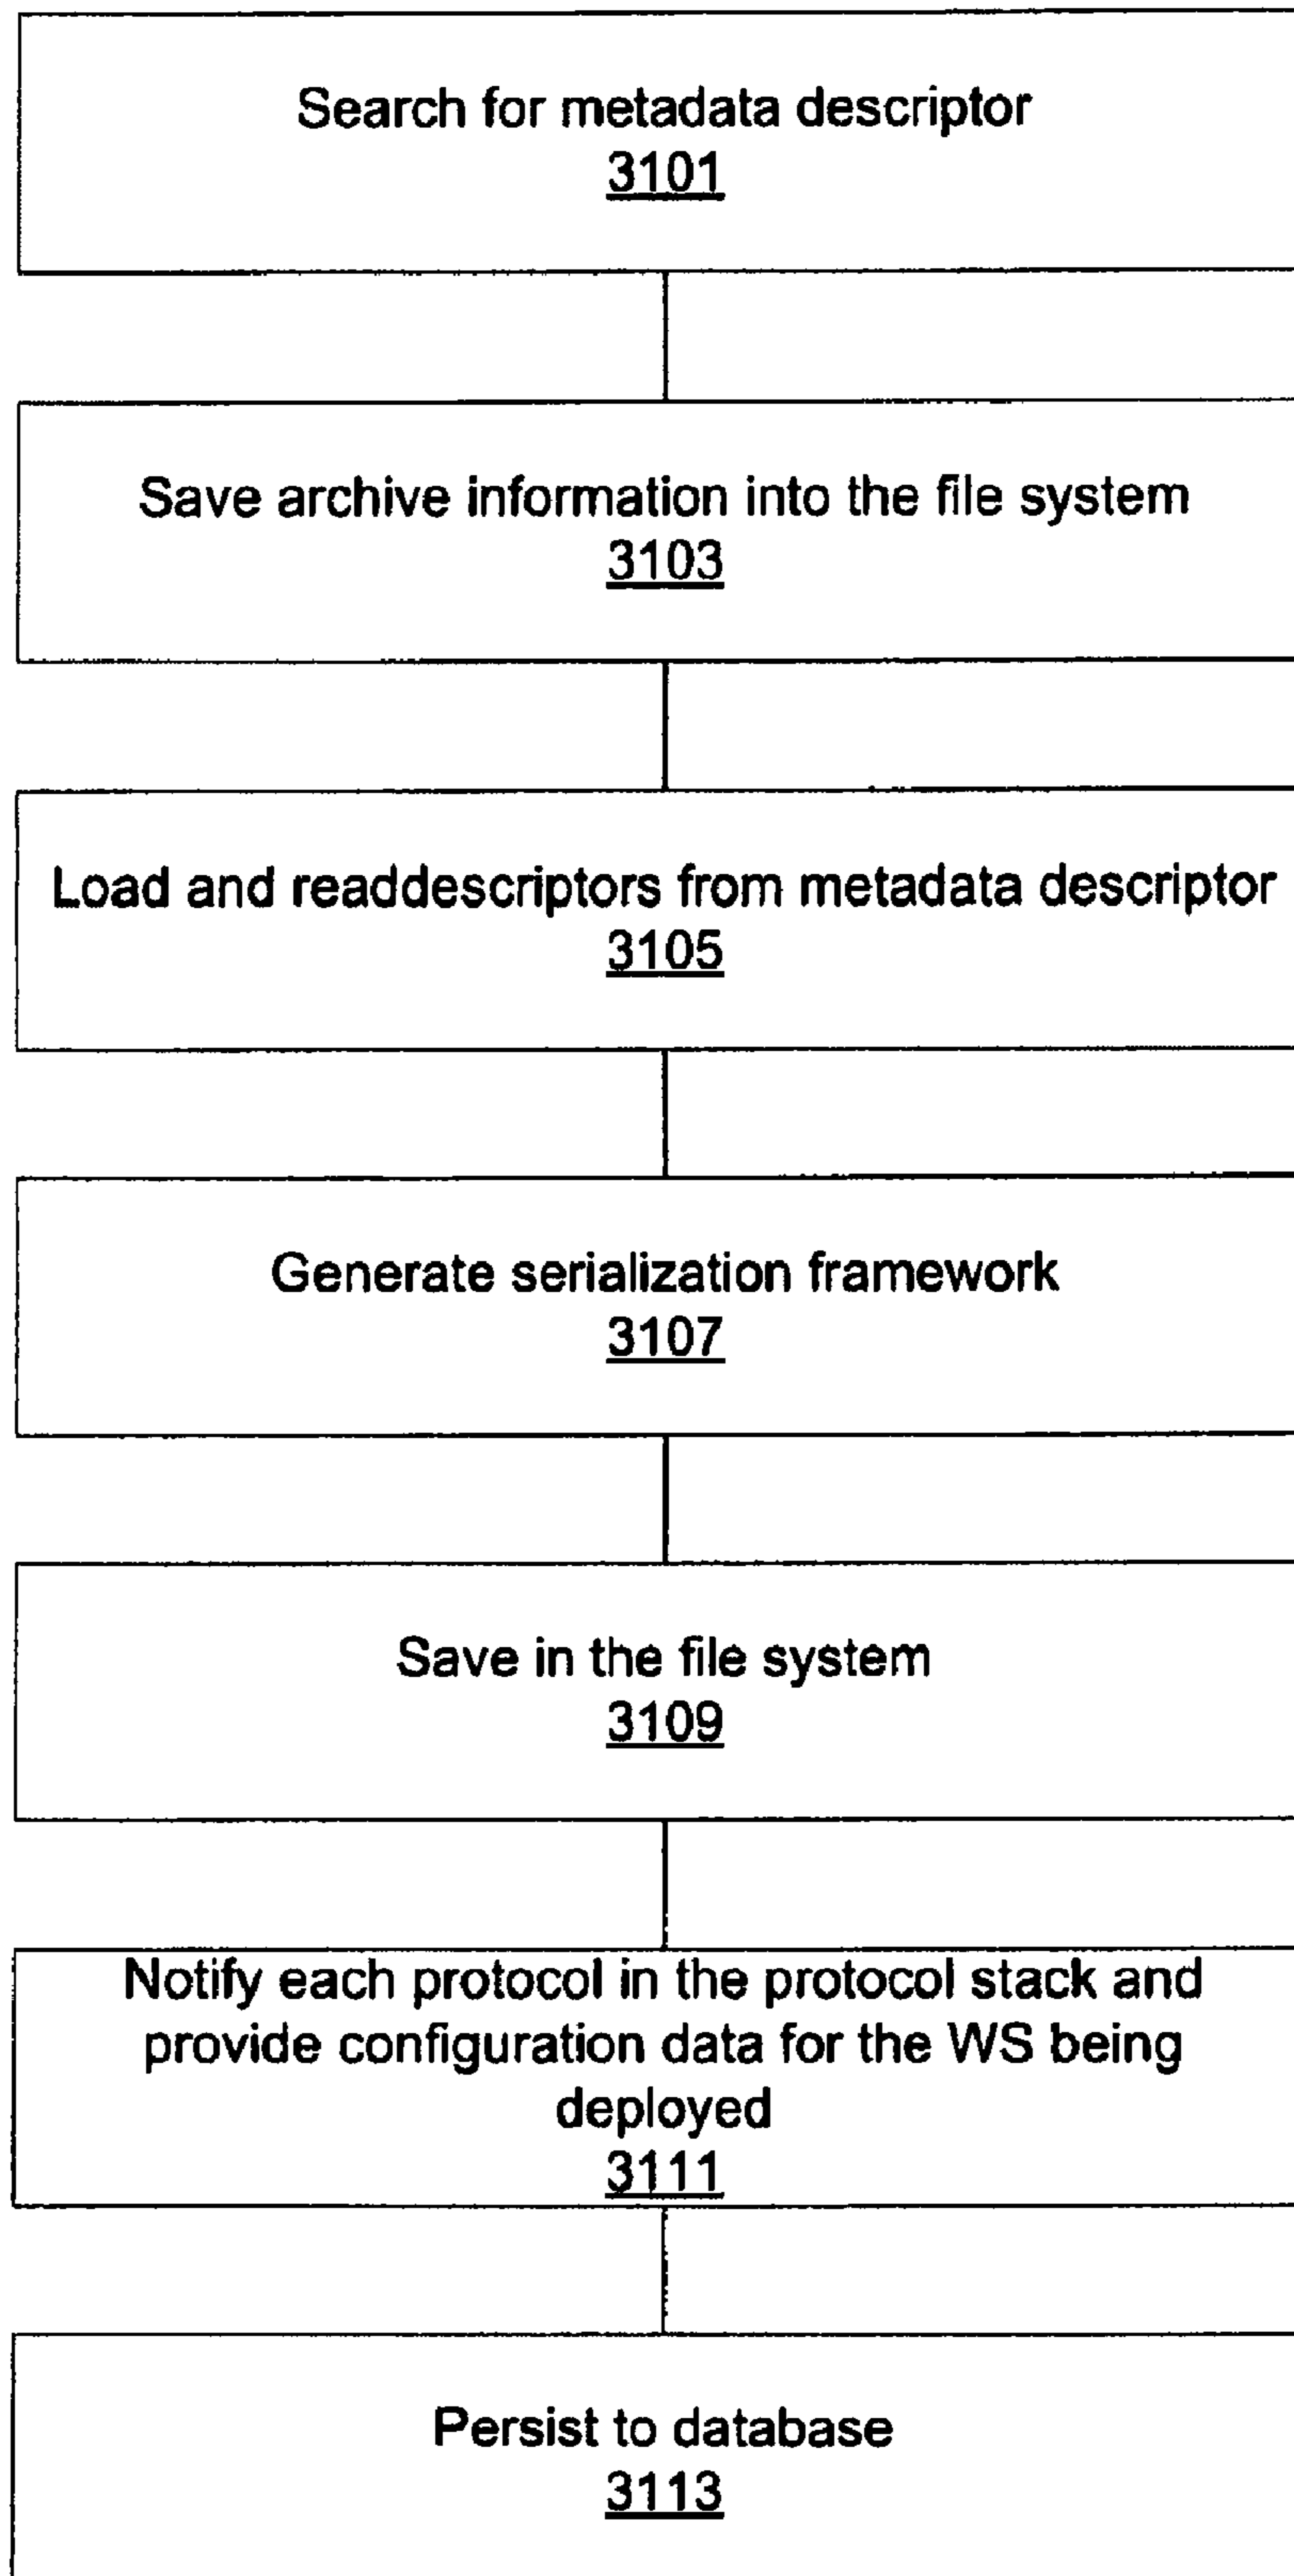 Search for metadata descriptor
3101
Save archive information into the file system
3103
Load and readdescriptors from metadata descriptor
3105
Generate serialization framework
3107
Save in the file system
3109
Notify each protocol in the protocol stack and
provide configuration data for the WS being
deployed
3111
Persist to database
3113